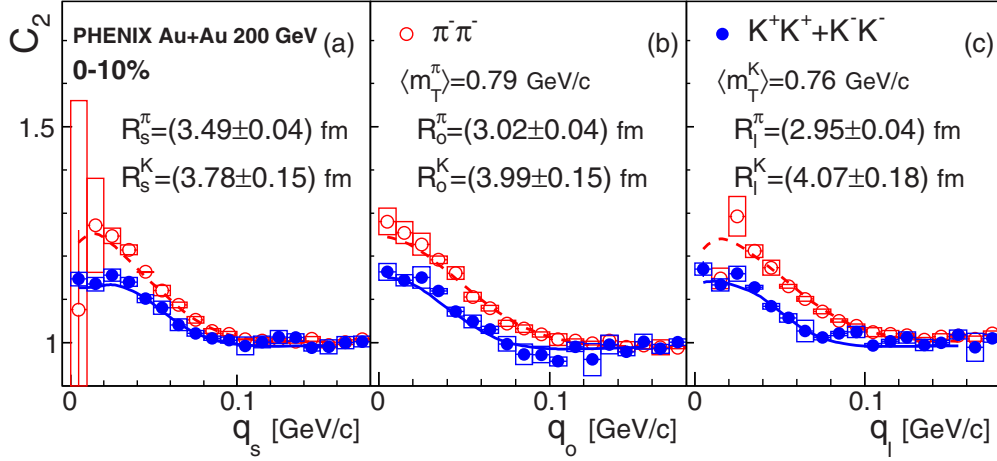 C₂
PHENIX Au+Au 200 GeV (a)
0-10%
R_s^π=(3.49±0.04) fm
R_s^K=(3.78±0.15) fm
π⁻π⁻ (b)
⟨m_T^π⟩=0.79 GeV/c
R_o^π=(3.02±0.04) fm
R_o^K=(3.99±0.15) fm
K⁺K⁺+K⁻K⁻ (c)
⟨m_T^K⟩=0.76 GeV/c
R_l^π=(2.95±0.04) fm
R_l^K=(4.07±0.18) fm
2
1.5
1
0 0.1
0 0.1
0 0.1
q_s [GeV/c]
q_o [GeV/c]
q_l [GeV/c]